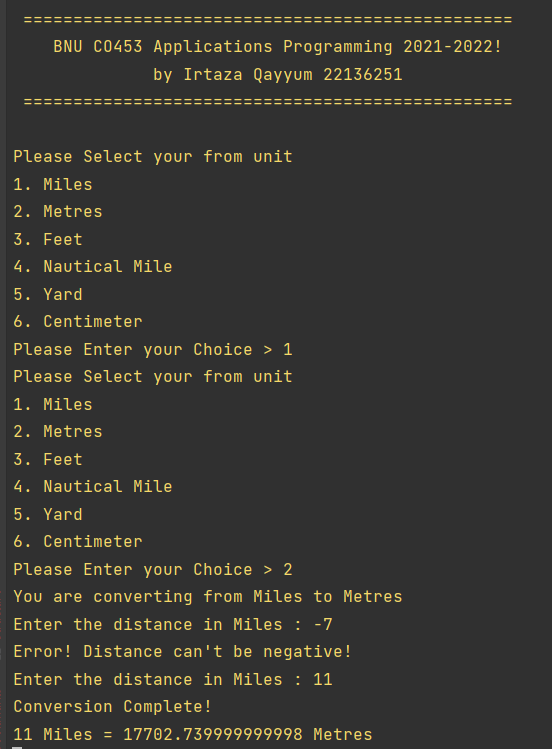 =================================================
BNU CO453 Applications Programming 2021-2022!
by Irtaza Qayyum 22136251
=================================================
Please Select your from unit
1. Miles
2. Metres
3. Feet
4. Nautical Mile
5. Yard
6. Centimeter
Please Enter your Choice > 1
Please Select your from unit
1. Miles
2. Metres
3. Feet
4. Nautical Mile
5. Yard
6. Centimeter
Please Enter your Choice > 2
You are converting from Miles to Metres
Enter the distance in Miles : -7
Error! Distance can't be negative!
Enter the distance in Miles : 11
Conversion Complete!
11 Miles = 17702.739999999998 Metres